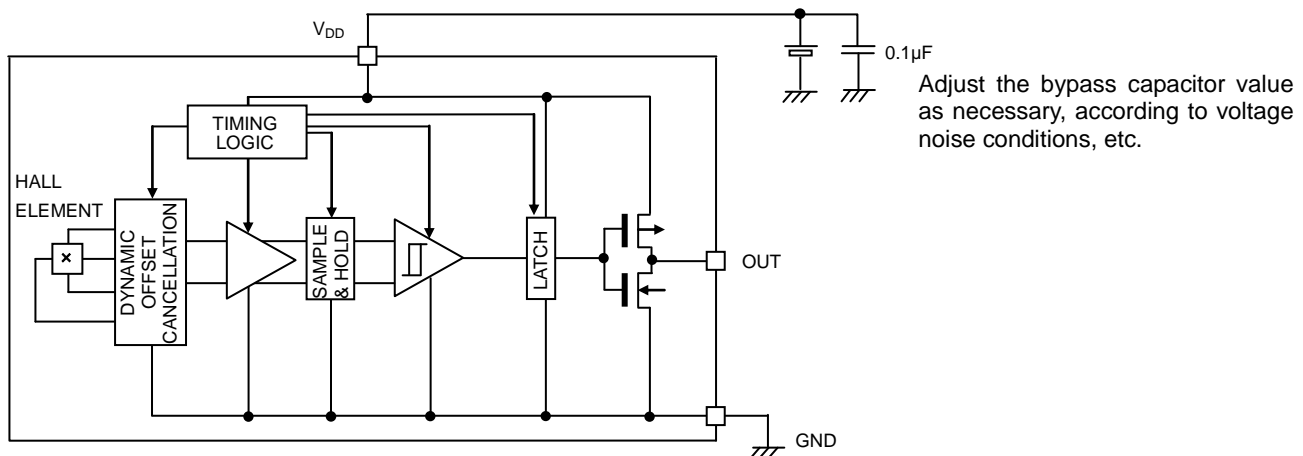 VDD
0.1µF
Adjust the bypass capacitor value
as necessary, according to voltage
noise conditions, etc.
TIMING
LOGIC
HALL
ELEMENT
×
DYNAMIC
OFFSET
CANCELLATION
SAMPLE
& HOLD
LATCH
OUT
GND